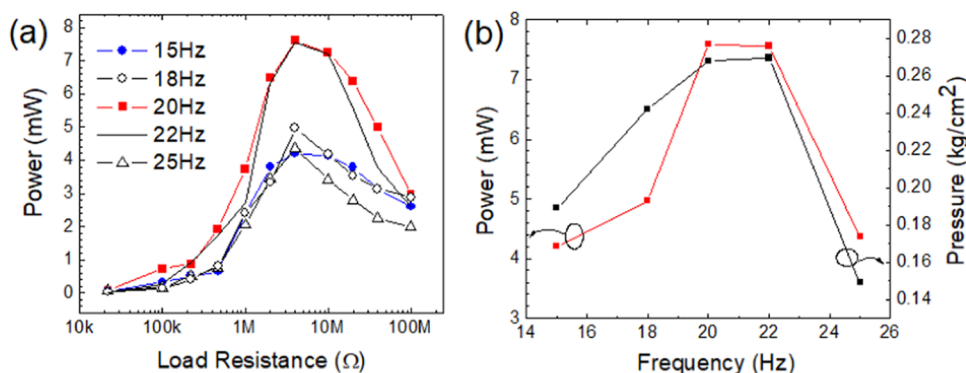 (a)
15Hz
18Hz
20Hz
22Hz
25Hz
Power (mW)
8
7
6
5
4
3
2
1
0
10k 100k 1M 10M 100M
Load Resistance (Ω)
(b)
Power (mW)
8
7
6
5
4
3
14 16 18 20 22 24 26
Frequency (Hz)
0.28
0.26
0.24
0.22
0.20
0.18
0.16
0.14
Pressure (kg/cm²)